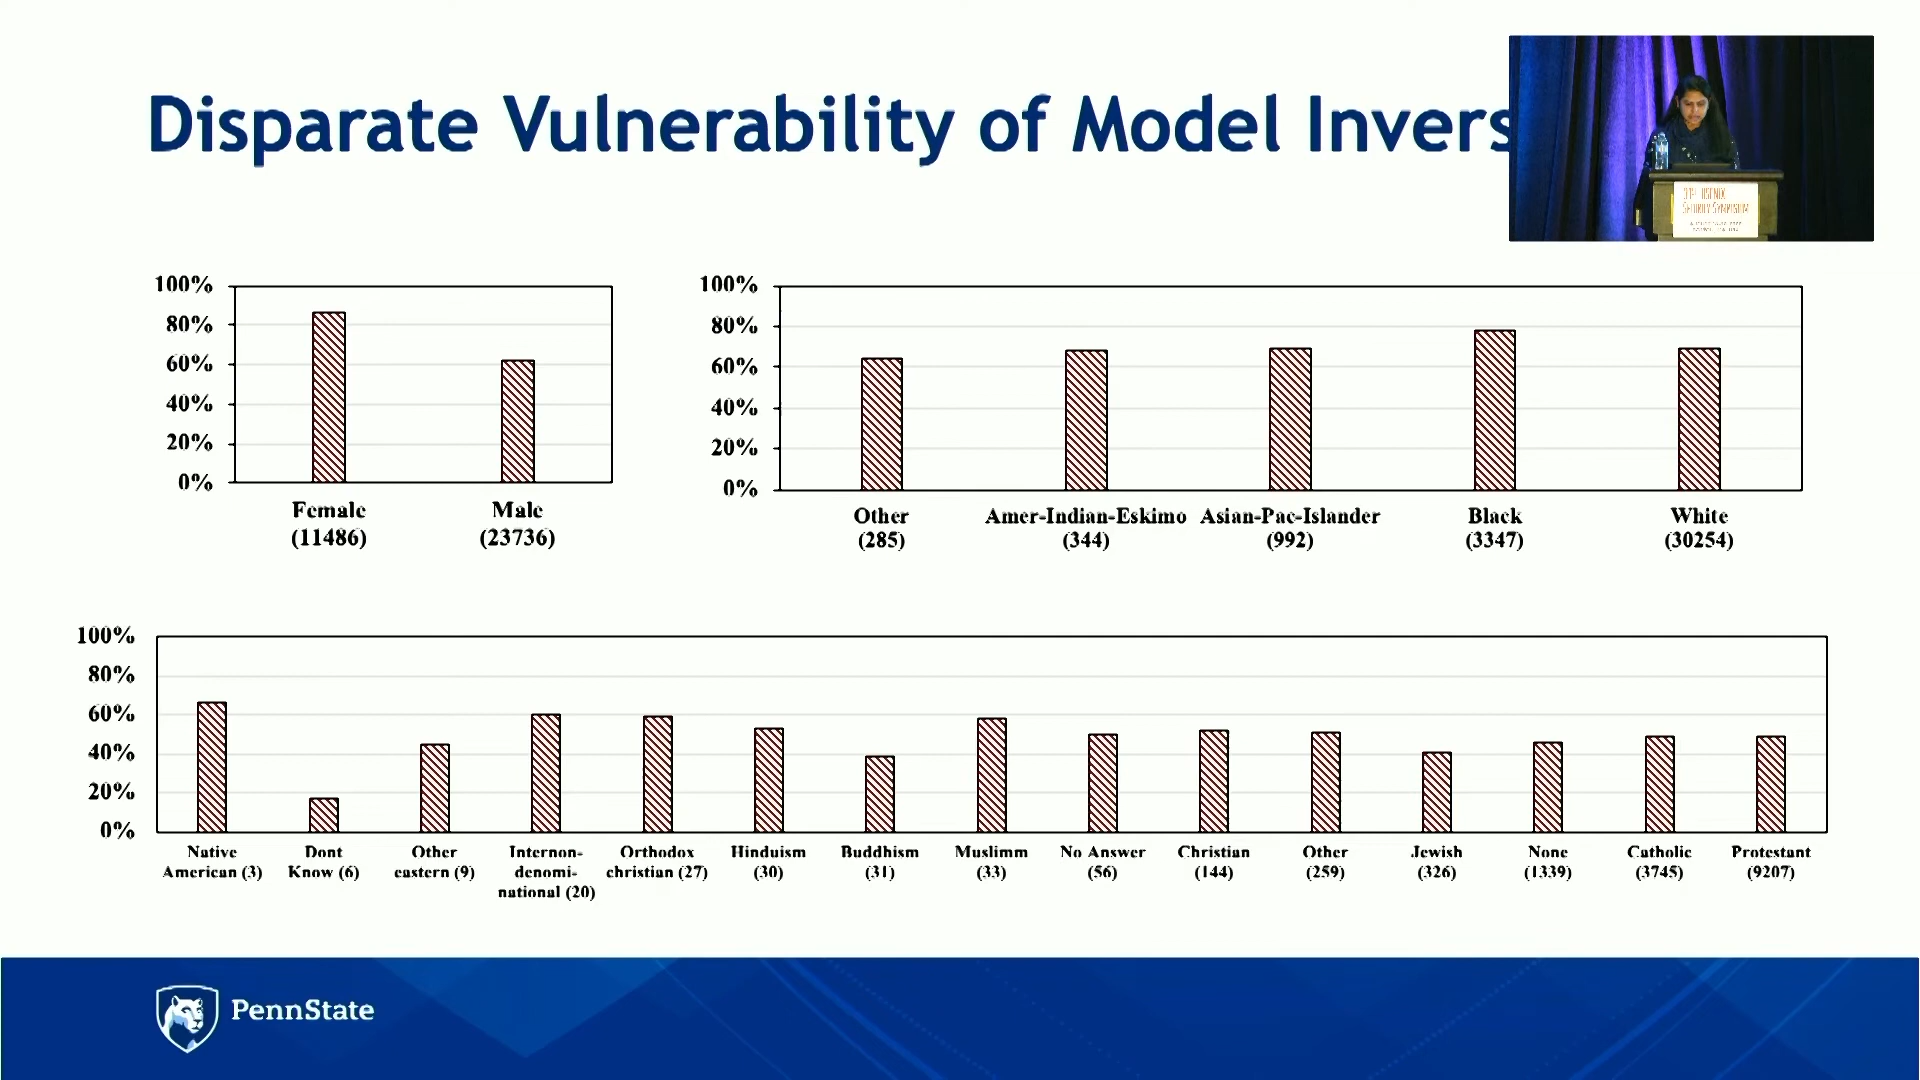 Disparate Vulnerability of Model Invers
USENIX
SECURITY SYMPOSIUM
100%
80%
60%
40%
20%
0%
Female
(11486)
Male
(23736)
100%
80%
60%
40%
20%
0%
Other
(285)
Amer-Indian-Eskimo
(344)
Asian-Pac-Islander
(992)
Black
(3347)
White
(30254)
100%
80%
60%
40%
20%
0%
Native
American (3)
Dont
Know (6)
Other
eastern (9)
Internon-
denomi-
national (20)
Orthodox
christian (27)
Hinduism
(30)
Buddhism
(31)
Muslimm
(33)
No Answer
(56)
Christian
(144)
Other
(259)
Jewish
(326)
None
(1339)
Catholic
(3745)
Protestant
(9207)
PennState